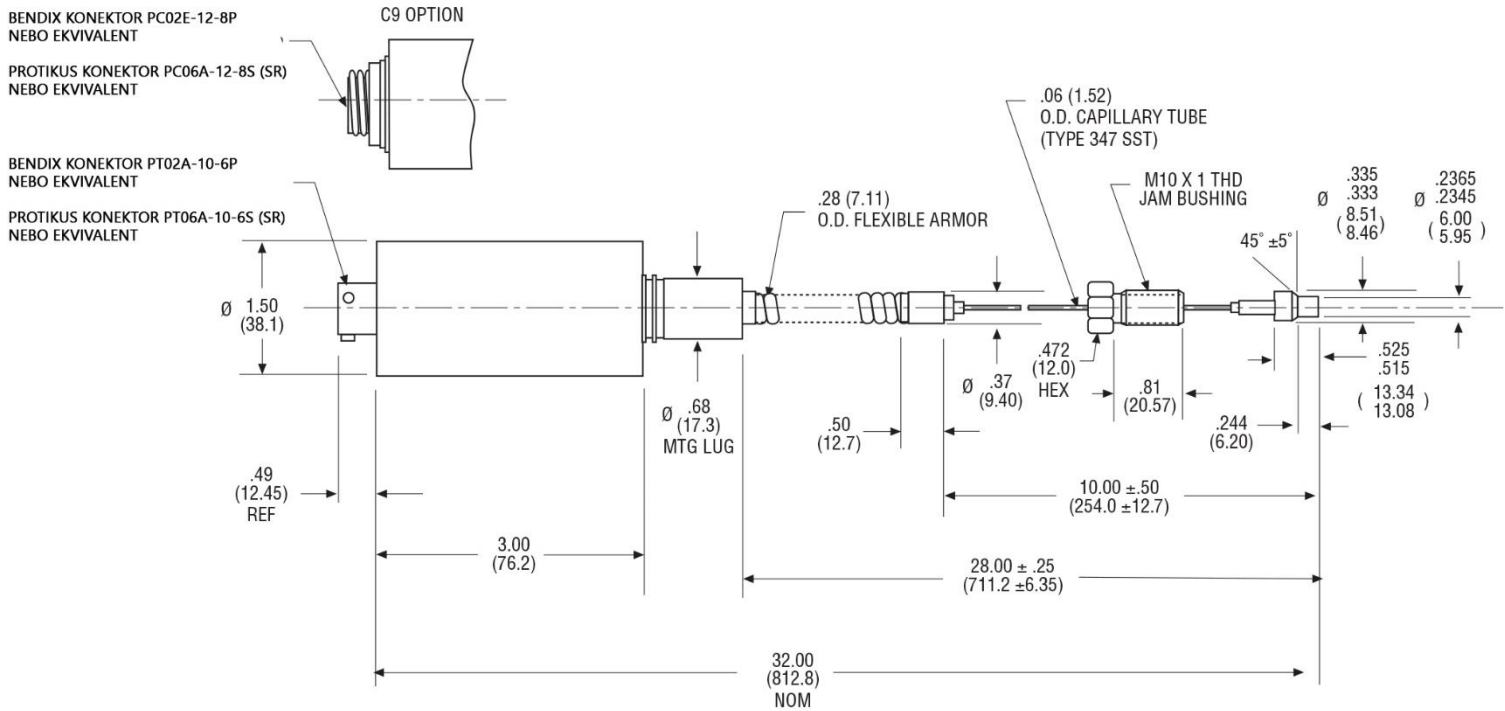 BENDIX KONEKTOR PC02E-12-8P
NEBO EKVIVALENT
PROTIKUS KONEKTOR PC06A-12-8S (SR)
NEBO EKVIVALENT
C9 OPTION
BENDIX KONEKTOR PT02A-10-6P
NEBO EKVIVALENT
PROTIKUS KONEKTOR PT06A-10-6S (SR)
NEBO EKVIVALENT
.06 (1.52)
O.D. CAPILLARY TUBE
(TYPE 347 SST)
.28 (7.11)
O.D. FLEXIBLE ARMOR
M10 X 1 THD
JAM BUSHING
45° ±5°
Ø .335
.333
( 8.51
8.46 )
Ø .2365
.2345
( 6.00
5.95 )
Ø 1.50
(38.1)
Ø .68
(17.3)
MTG LUG
.50
(12.7)
Ø .37
(9.40)
.472
(12.0)
HEX
.81
(20.57)
.244
(6.20)
.525
.515
( 13.34
13.08 )
.49
(12.45)
REF
3.00
(76.2)
10.00 ±.50
(254.0 ±12.7)
28.00 ± .25
(711.2 ±6.35)
32.00
(812.8)
NOM